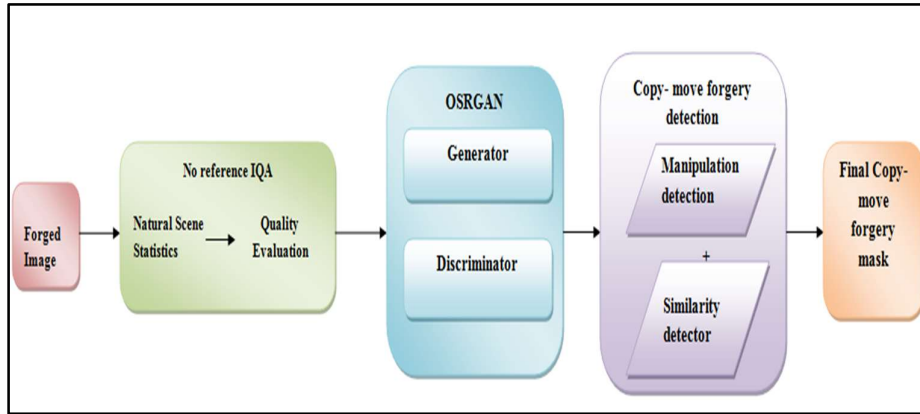 Forged
Image
No reference IQA
Natural Scene
Statistics
Quality
Evaluation
OSRGAN
Generator
Discriminator
Copy- move forgery
detection
Manipulation
detection
+
Similarity
detector
Final Copy-
move
forgery
mask